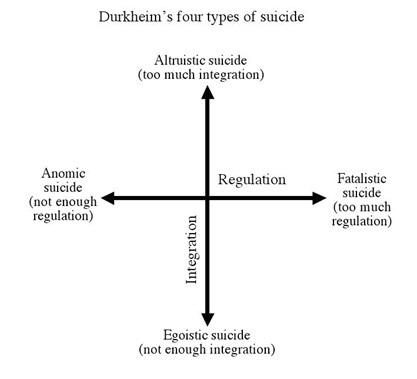 Durkheim's four types of suicide
Altruistic suicide
(too much integration)
Anomic
suicide
(not enough
regulation)
Regulation
Fatalistic
suicide
(too much
regulation)
Integration
Egoistic suicide
(not enough integration)